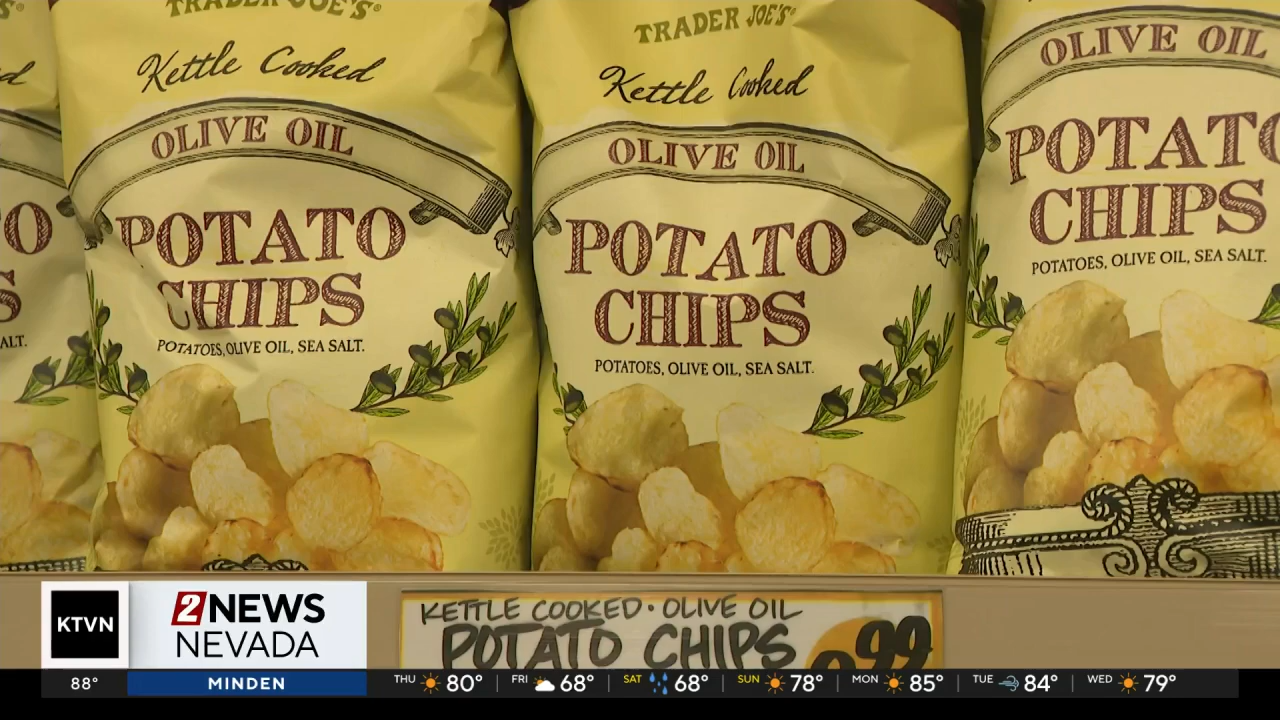 TRADER JOE'S
Kettle Cooked
OLIVE OIL
POTATO
CHIPS
POTATOES, OLIVE OIL, SEA SALT.
TRADER JOE'S
Kettle Cooked
OLIVE OIL
POTATO
CHIPS
POTATOES, OLIVE OIL, SEA SALT.
OLIVE OIL
POTATO
CHIPS
POTATOES, OLIVE OIL, SEA SALT.
KETTLE COOKED • OLIVE OIL
POTATO CHIPS
99
KTVN
2 NEWS
NEVADA
88° MINDEN THU 80° FRI 68° SAT 68° SUN 78° MON 85° TUE 84° WED 79°